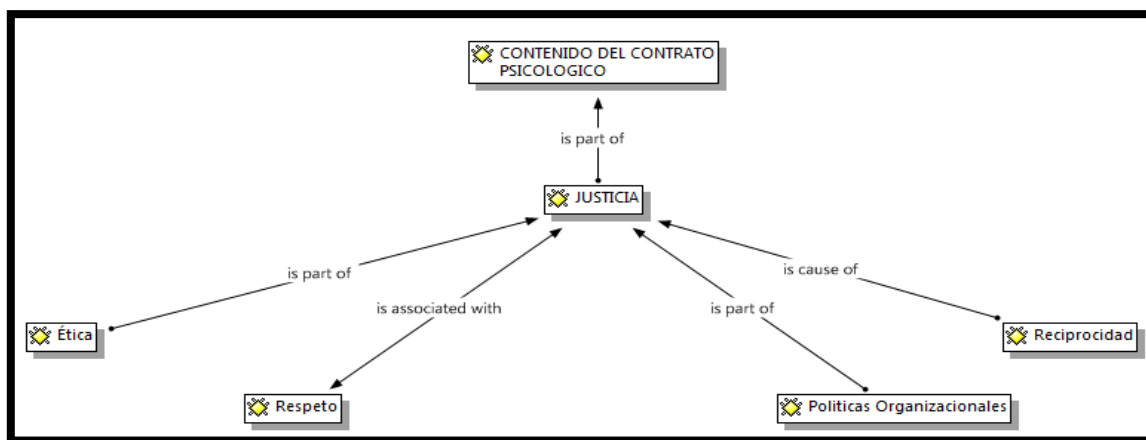 CONTENIDO DEL CONTRATO
PSICOLOGICO
is part of
JUSTICIA
is part of
is associated with
is part of
is cause of
Ética
Respeto
Politicas Organizacionales
Reciprocidad